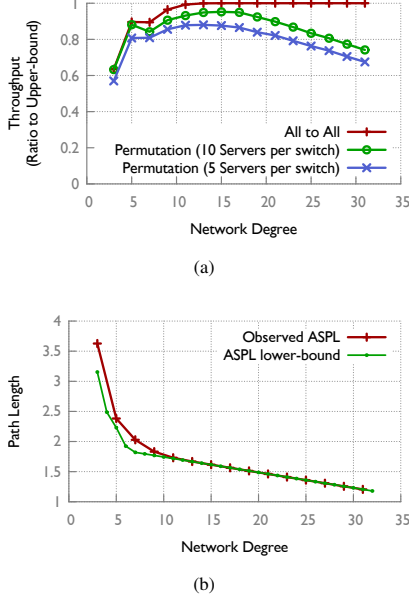 1
0.8
0.6
0.4
0.2
0
Throughput
(Ratio to Upper-bound)
All to All
Permutation (10 Servers per switch)
Permutation (5 Servers per switch)
0 5 10 15 20 25 30 35
Network Degree
(a)
4
3.5
3
2.5
2
1.5
1
Path Length
Observed ASPL
ASPL lower-bound
0 5 10 15 20 25 30 35
Network Degree
(b)